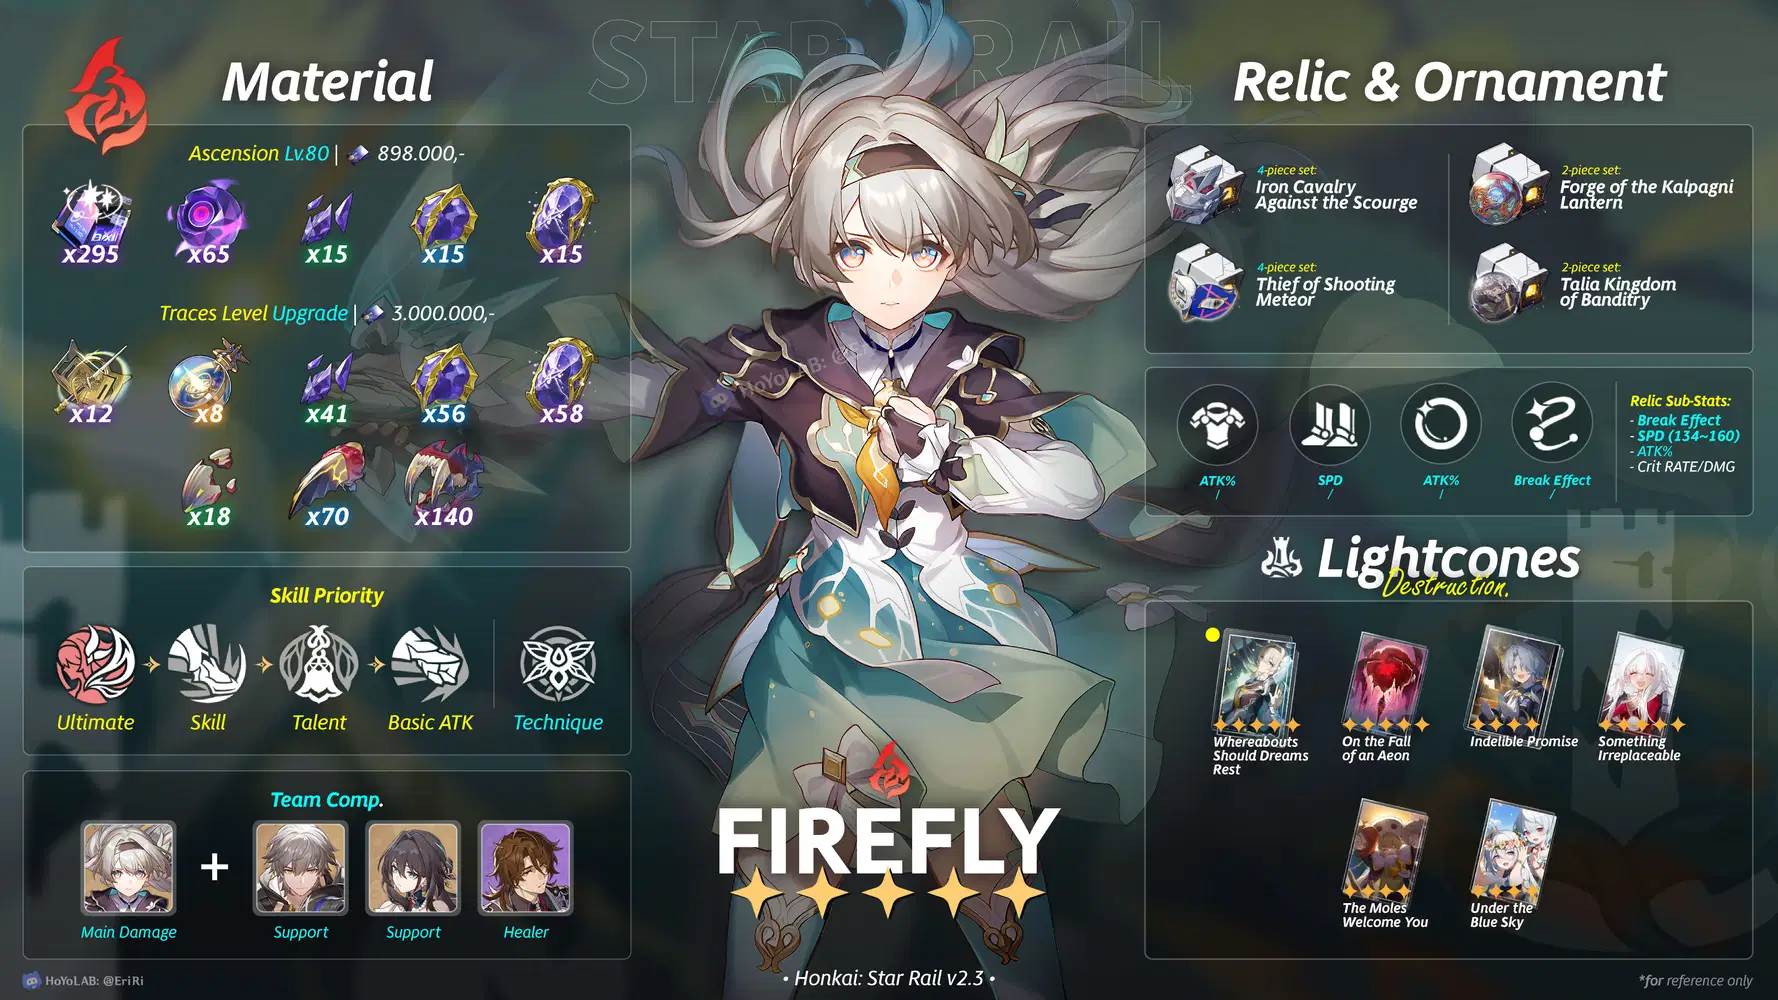 STAR RAIL
Material
Ascension Lv.80 | 898.000,-
x295
x65
x15
x15
x15
Traces Level Upgrade | 3.000.000,-
x12
x8
x41
x56
x58
x18
x70
x140
Skill Priority
Ultimate
Skill
Talent
Basic ATK
Technique
Team Comp.
+
Main Damage
Support
Support
Healer
HoYoLAB: @EriRi
FIREFLY
• Honkai: Star Rail v2.3 •
Relic & Ornament
4-piece set:
Iron Cavalry
Against the Scourge
2-piece set:
Forge of the Kalpagni
Lantern
4-piece set:
Thief of Shooting
Meteor
2-piece set:
Talia Kingdom
of Banditry
ATK%
/
SPD
/
ATK%
/
Break Effect
/
Relic Sub-Stats:
- Break Effect
- SPD (134~160)
- ATK%
- Crit RATE/DMG
Lightcones
Destruction.
Whereabouts
Should Dreams
Rest
On the Fall
of an Aeon
Indelible Promise
Something
Irreplaceable
The Moles
Welcome You
Under the
Blue Sky
*for reference only